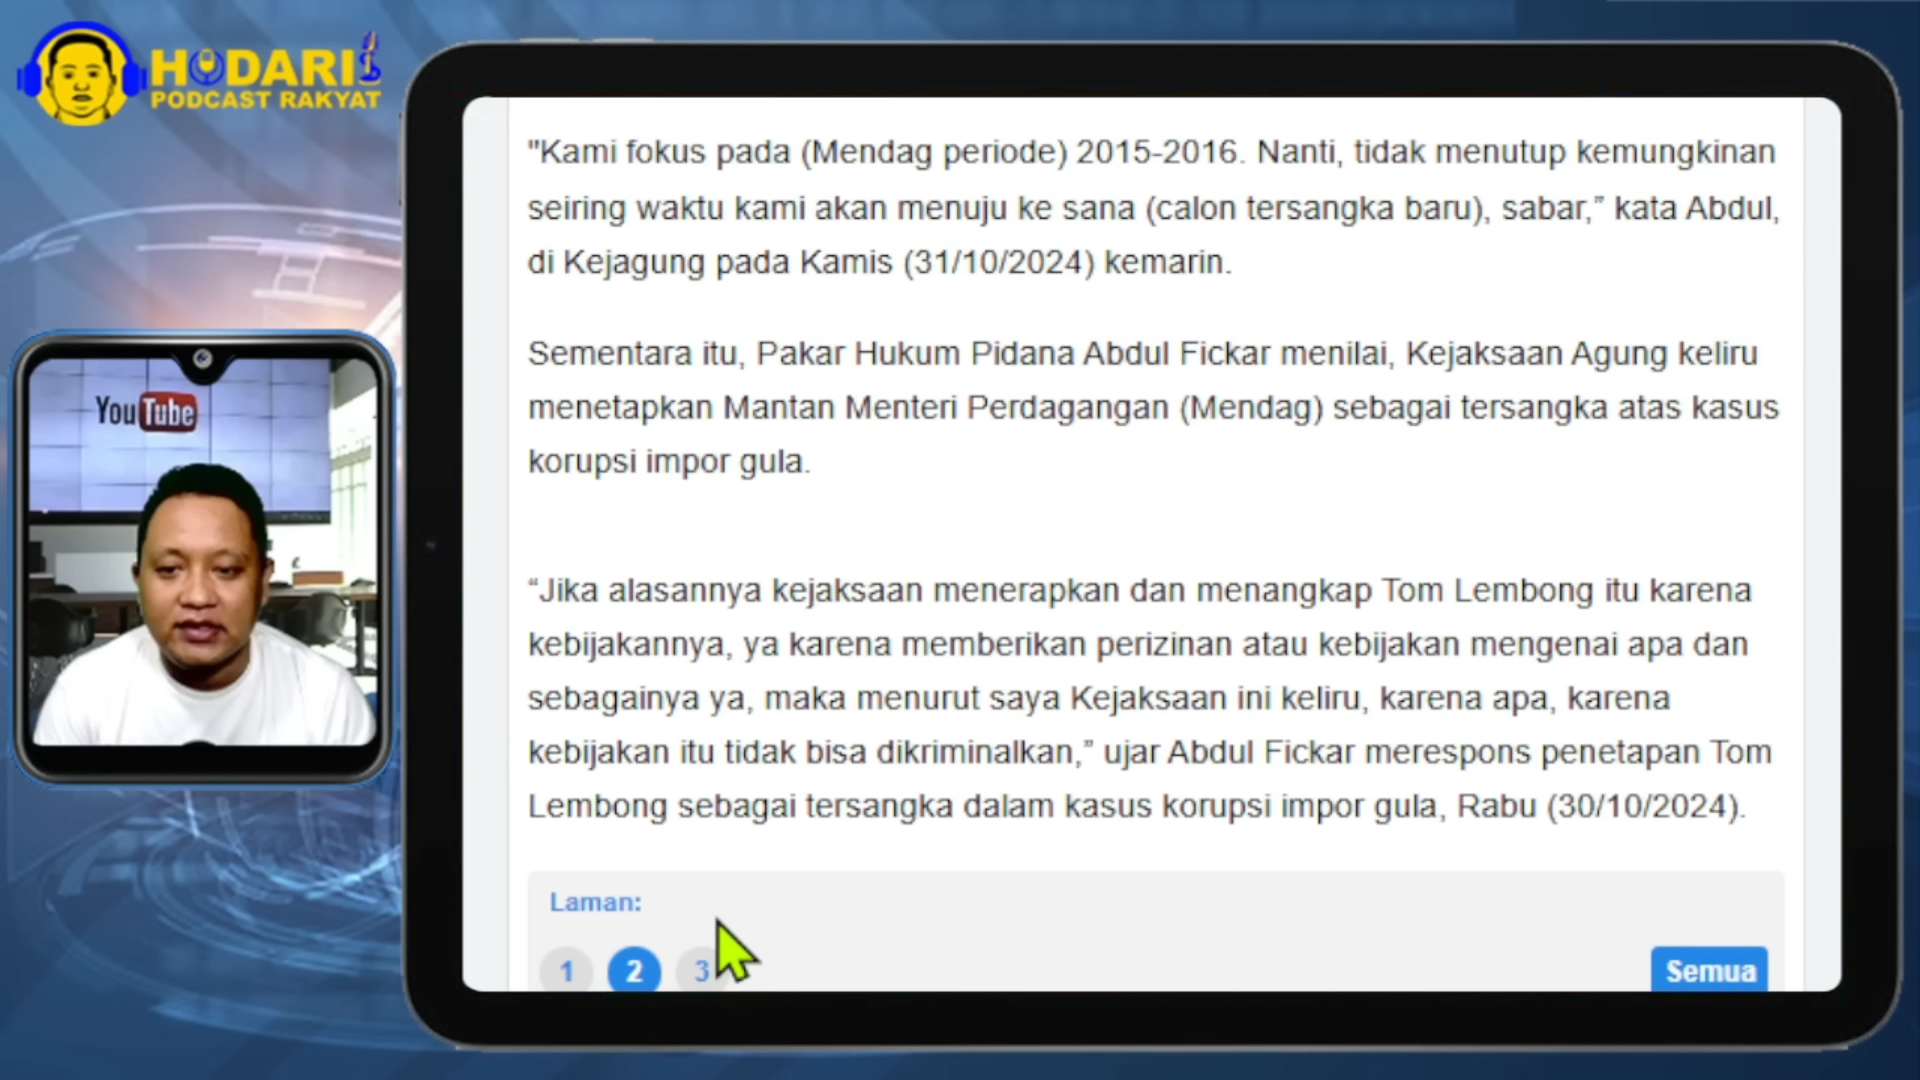 HODARI
PODCAST RAKYAT
"Kami fokus pada (Mendag periode) 2015-2016. Nanti, tidak menutup kemungkinan
seiring waktu kami akan menuju ke sana (calon tersangka baru), sabar,” kata Abdul,
di Kejagung pada Kamis (31/10/2024) kemarin.
Sementara itu, Pakar Hukum Pidana Abdul Fickar menilai, Kejaksaan Agung keliru
menetapkan Mantan Menteri Perdagangan (Mendag) sebagai tersangka atas kasus
korupsi impor gula.
YouTube
“Jika alasannya kejaksaan menerapkan dan menangkap Tom Lembong itu karena
kebijakannya, ya karena memberikan perizinan atau kebijakan mengenai apa dan
sebagainya ya, maka menurut saya Kejaksaan ini keliru, karena apa, karena
kebijakan itu tidak bisa dikriminalkan,” ujar Abdul Fickar merespons penetapan Tom
Lembong sebagai tersangka dalam kasus korupsi impor gula, Rabu (30/10/2024).
Laman:
1 2 3 Semua